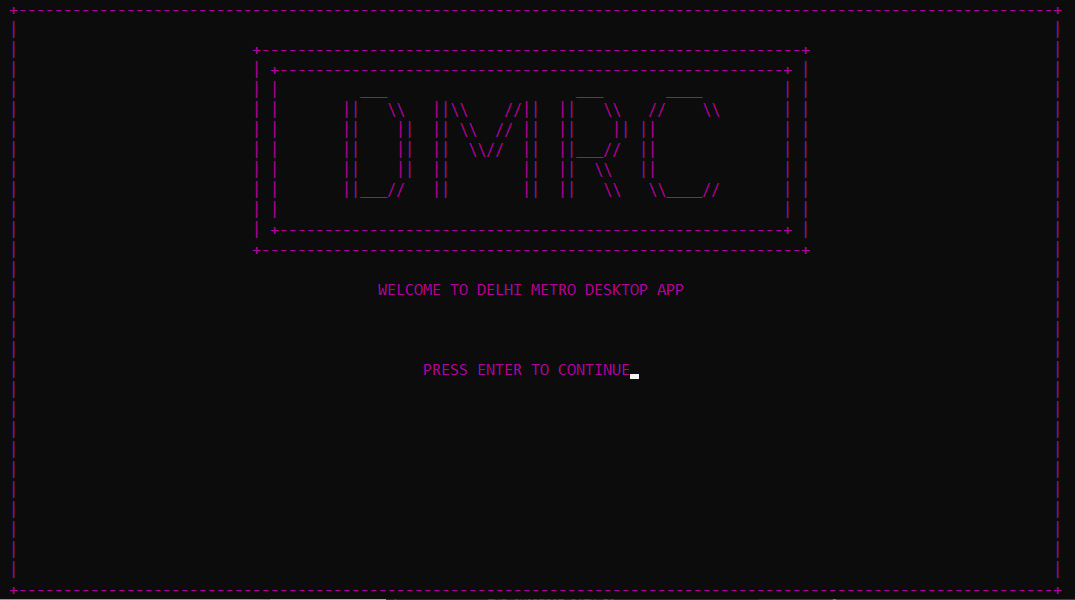 DMRC
WELCOME TO DELHI METRO DESKTOP APP
PRESS ENTER TO CONTINUE